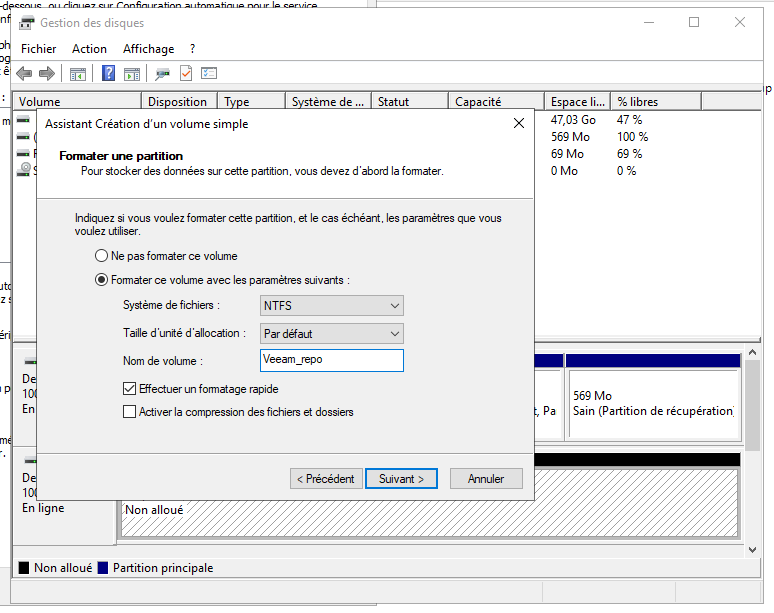 -dessous, ou cliquez sur Configuration automatique pour le service
Gestion des disques
Fichier Action Affichage ?
Volume Disposition Type Système de ... Statut Capacité Espace li... % libres
47,03 Go 47 %
569 Mo 100 %
69 Mo 69 %
0 Mo 0 %
Assistant Création d'un volume simple
Formater une partition
Pour stocker des données sur cette partition, vous devez d'abord la formater.
Indiquez si vous voulez formater cette partition, et le cas échéant, les paramètres que vous
voulez utiliser.
Ne pas formater ce volume
Formater ce volume avec les paramètres suivants :
Système de fichiers : NTFS
Taille d'unité d'allocation : Par défaut
Nom de volume : Veeam_repo
Effectuer un formatage rapide
Activer la compression des fichiers et dossiers
< Précédent Suivant > Annuler
569 Mo
Sain (Partition de récupération)
En ligne
Non alloué
Non alloué Partition principale